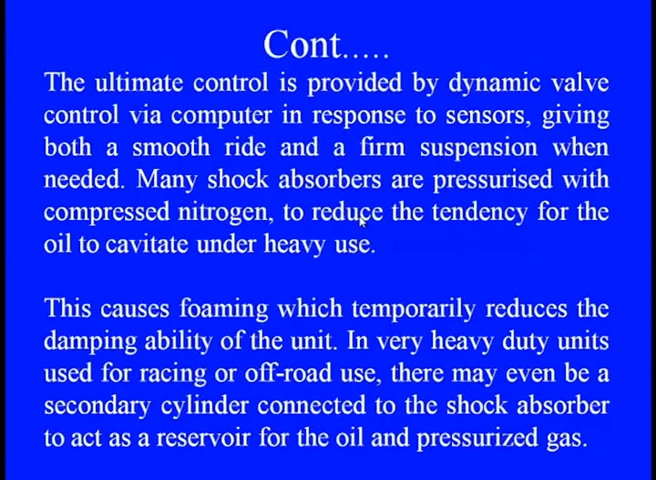 Cont.....
The ultimate control is provided by dynamic valve
control via computer in response to sensors, giving
both a smooth ride and a firm suspension when
needed. Many shock absorbers are pressurised with
compressed nitrogen, to reduce the tendency for the
oil to cavitate under heavy use.
This causes foaming which temporarily reduces the
damping ability of the unit. In very heavy duty units
used for racing or off-road use, there may even be a
secondary cylinder connected to the shock absorber
to act as a reservoir for the oil and pressurized gas.